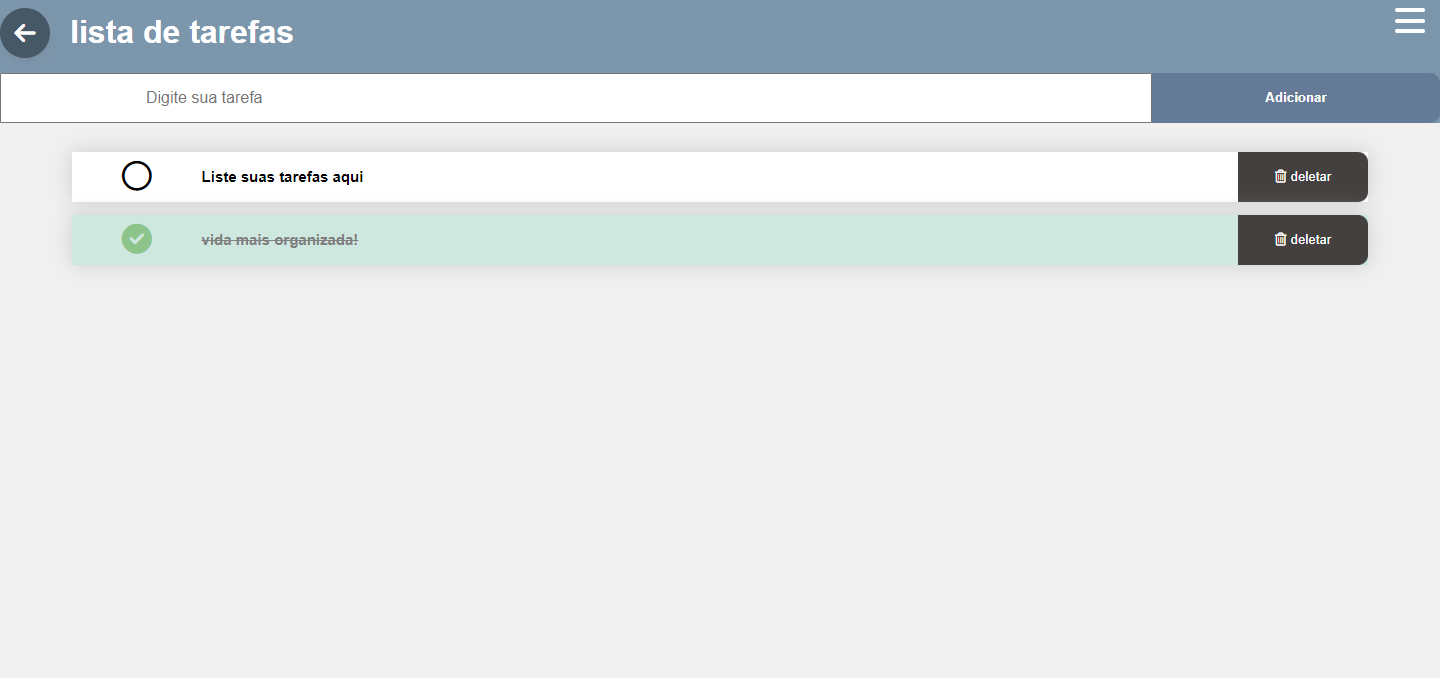 lista de tarefas
Digite sua tarefa
Adicionar
Liste suas tarefas aqui
deletar
vida mais organizada!
deletar